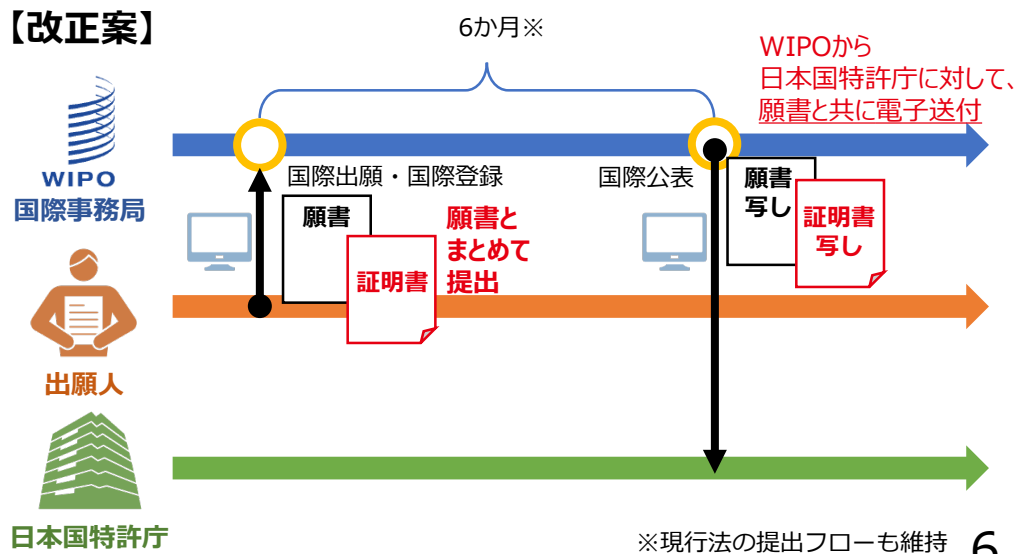 【改正案】
6か月※
WIPOから
日本国特許庁に対して、
願書と共に電子送付
WIPO
国際事務局
国際出願・国際登録
国際公表
願書
証明書
願書と
まとめて
提出
願書
写し
証明書
写し
出願人
日本国特許庁
※現行法の提出フローも維持
6